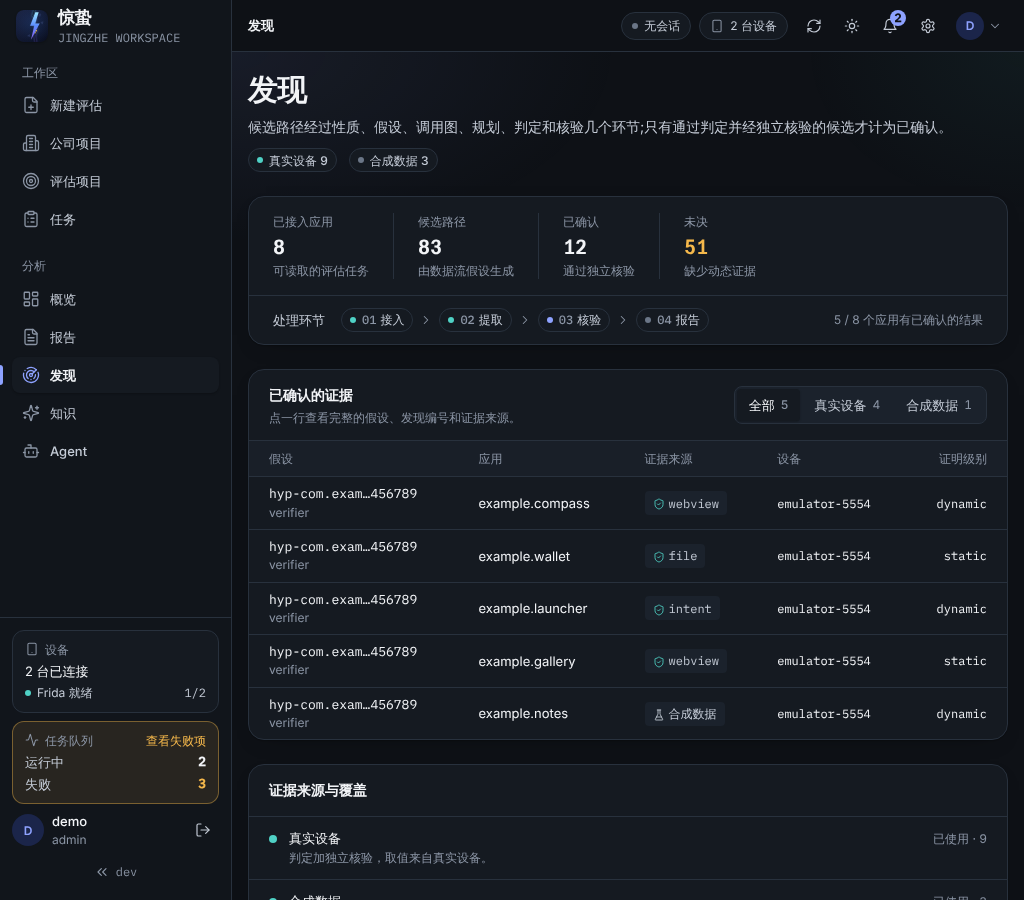 惊蛰
JINGZHE WORKSPACE
工作区
新建评估
公司项目
评估项目
任务
分析
概览
报告
发现
知识
Agent
设备
2 台已连接
Frida 就绪 1/2
任务队列 查看失败项
运行中 2
失败 3
D demo
admin
dev
发现 无会话 2 台设备 2 D
发现
候选路径经过性质、假设、调用图、规划、判定和核验几个环节;只有通过判定并经独立核验的候选才计为已确认。
真实设备 9 合成数据 3
已接入应用 候选路径 已确认 未决
8 83 12 51
可读取的评估任务 由数据流假设生成 通过独立核验 缺少动态证据
处理环节 01 接入 02 提取 03 核验 04 报告 5 / 8 个应用有已确认的结果
已确认的证据
点一行查看完整的假设、发现编号和证据来源。
全部 5 真实设备 4 合成数据 1
假设 应用 证据来源 设备 证明级别
hyp-com.exam…456789
verifier
example.compass webview emulator-5554 dynamic
hyp-com.exam…456789
verifier
example.wallet file emulator-5554 static
hyp-com.exam…456789
verifier
example.launcher intent emulator-5554 dynamic
hyp-com.exam…456789
verifier
example.gallery webview emulator-5554 static
hyp-com.exam…456789
verifier
example.notes 合成数据 emulator-5554 dynamic
证据来源与覆盖
真实设备 已使用 · 9
判定加独立核验，取值来自真实设备。